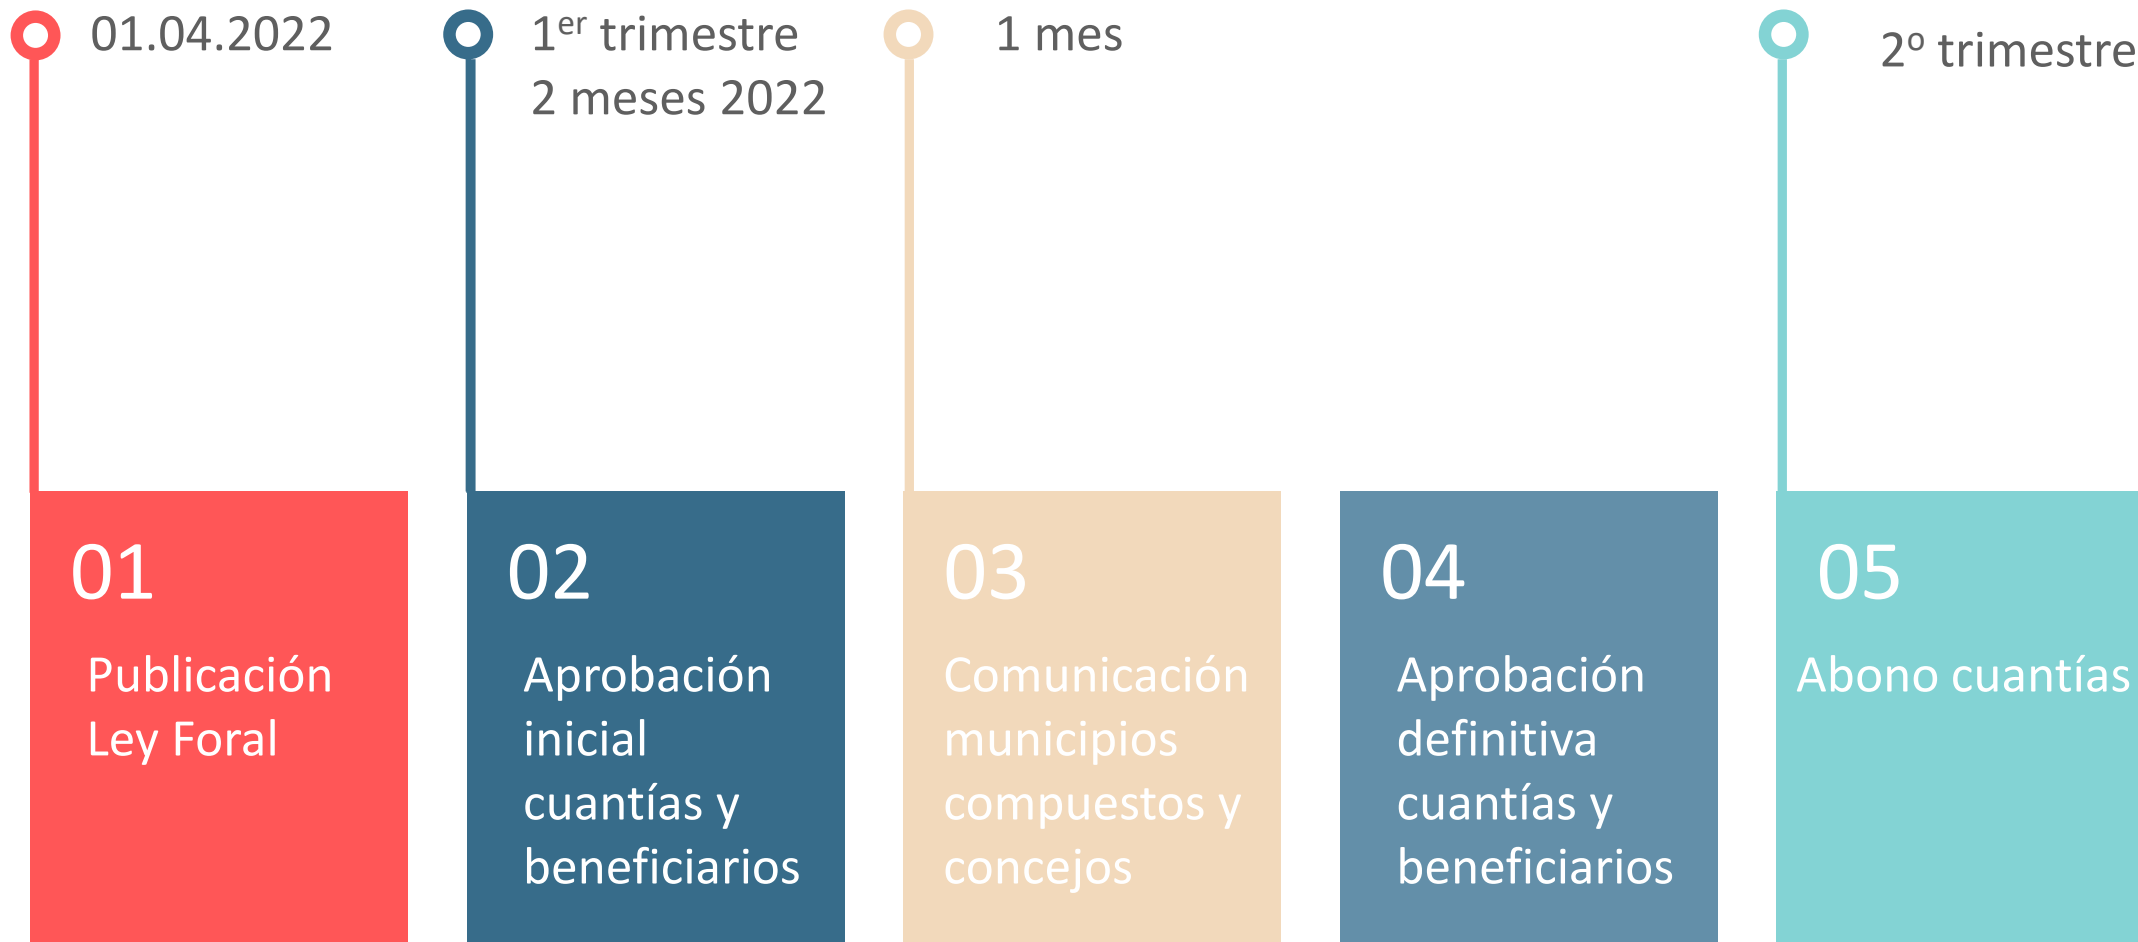 01.04.2022
1er trimestre
2 meses 2022
1 mes
2º trimestre
01
Publicación
Ley Foral
02
Aprobación
inicial
cuantías y
beneficiarios
03
Comunicación
municipios
compuestos y
concejos
04
Aprobación
definitiva
cuantías y
beneficiarios
05
Abono cuantías